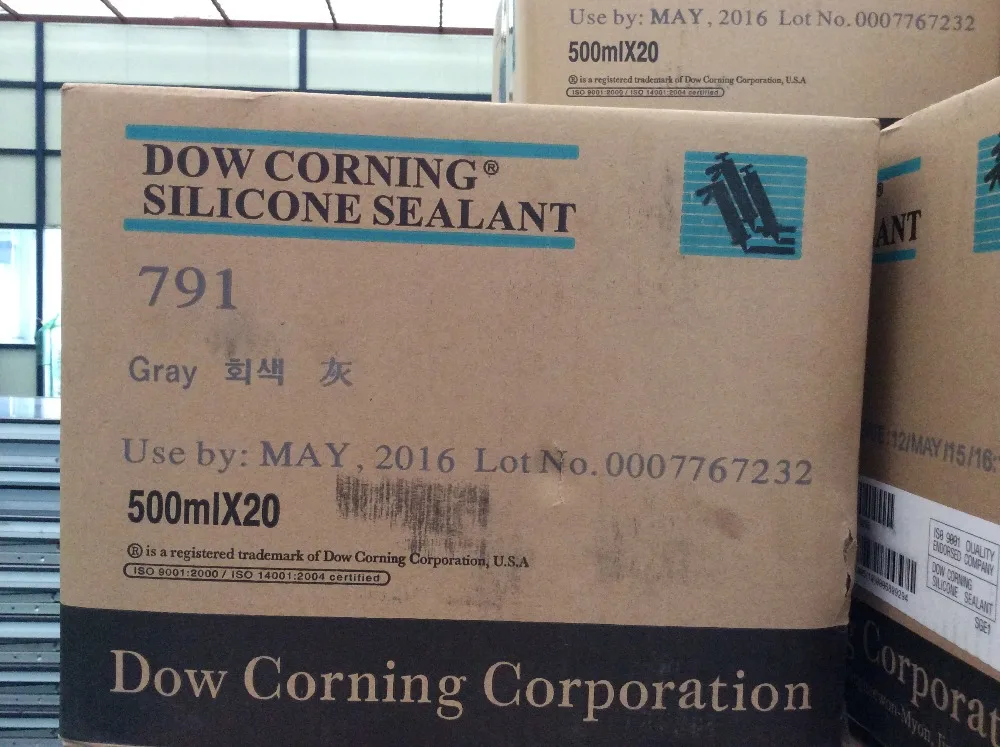 Use by: MAY, 2016 Lot No. 0007767232
500mlX20
® is a registered trademark of Dow Corning Corporation, U.S.A
ISO 9001:2000 / ISO 14001:2004 certified
DOW CORNING®
SILICONE SEALANT
791
Gray 회색 灰
Use by: MAY, 2016 Lot No. 0007767232
500mlX20
® is a registered trademark of Dow Corning Corporation, U.S.A
ISO 9001:2000 / ISO 14001:2004 certified
Dow Corning Corporation
®
ANT
12/MAY/15/16:
ISO 9001 QUALITY
ENDORSED COMPANY
DOW CORNING
SILICONE SEALANT
SGE1
g Corporat